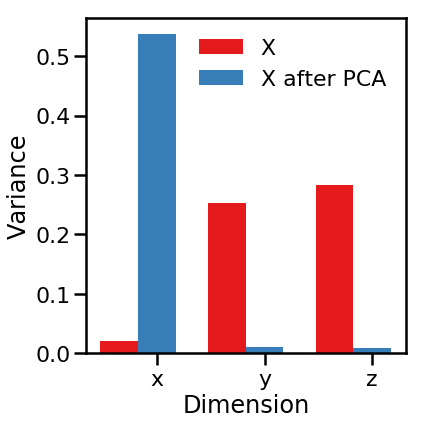 X
X after PCA
Variance
0.5
0.4
0.3
0.2
0.1
0.0
x y z
Dimension